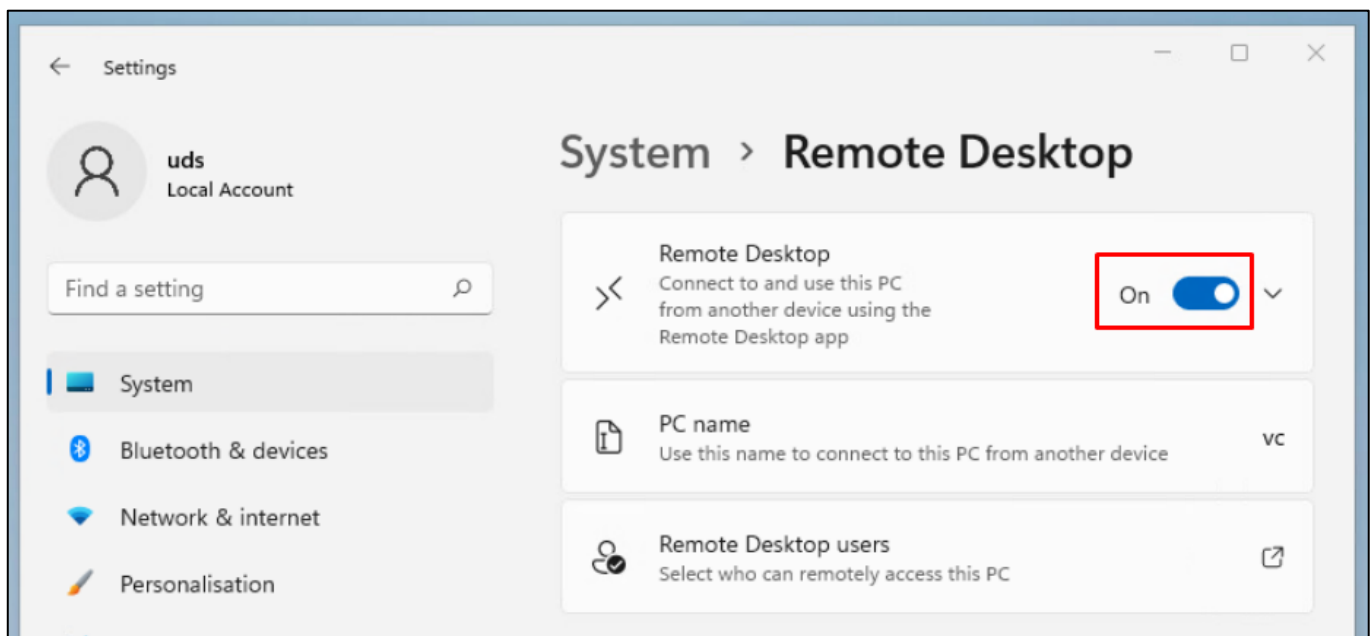 Settings
uds
Local Account
Find a setting
System
Bluetooth & devices
Network & internet
Personalisation
System > Remote Desktop
Remote Desktop
Connect to and use this PC
from another device using the
Remote Desktop app
On
PC name
Use this name to connect to this PC from another device
vc
Remote Desktop users
Select who can remotely access this PC